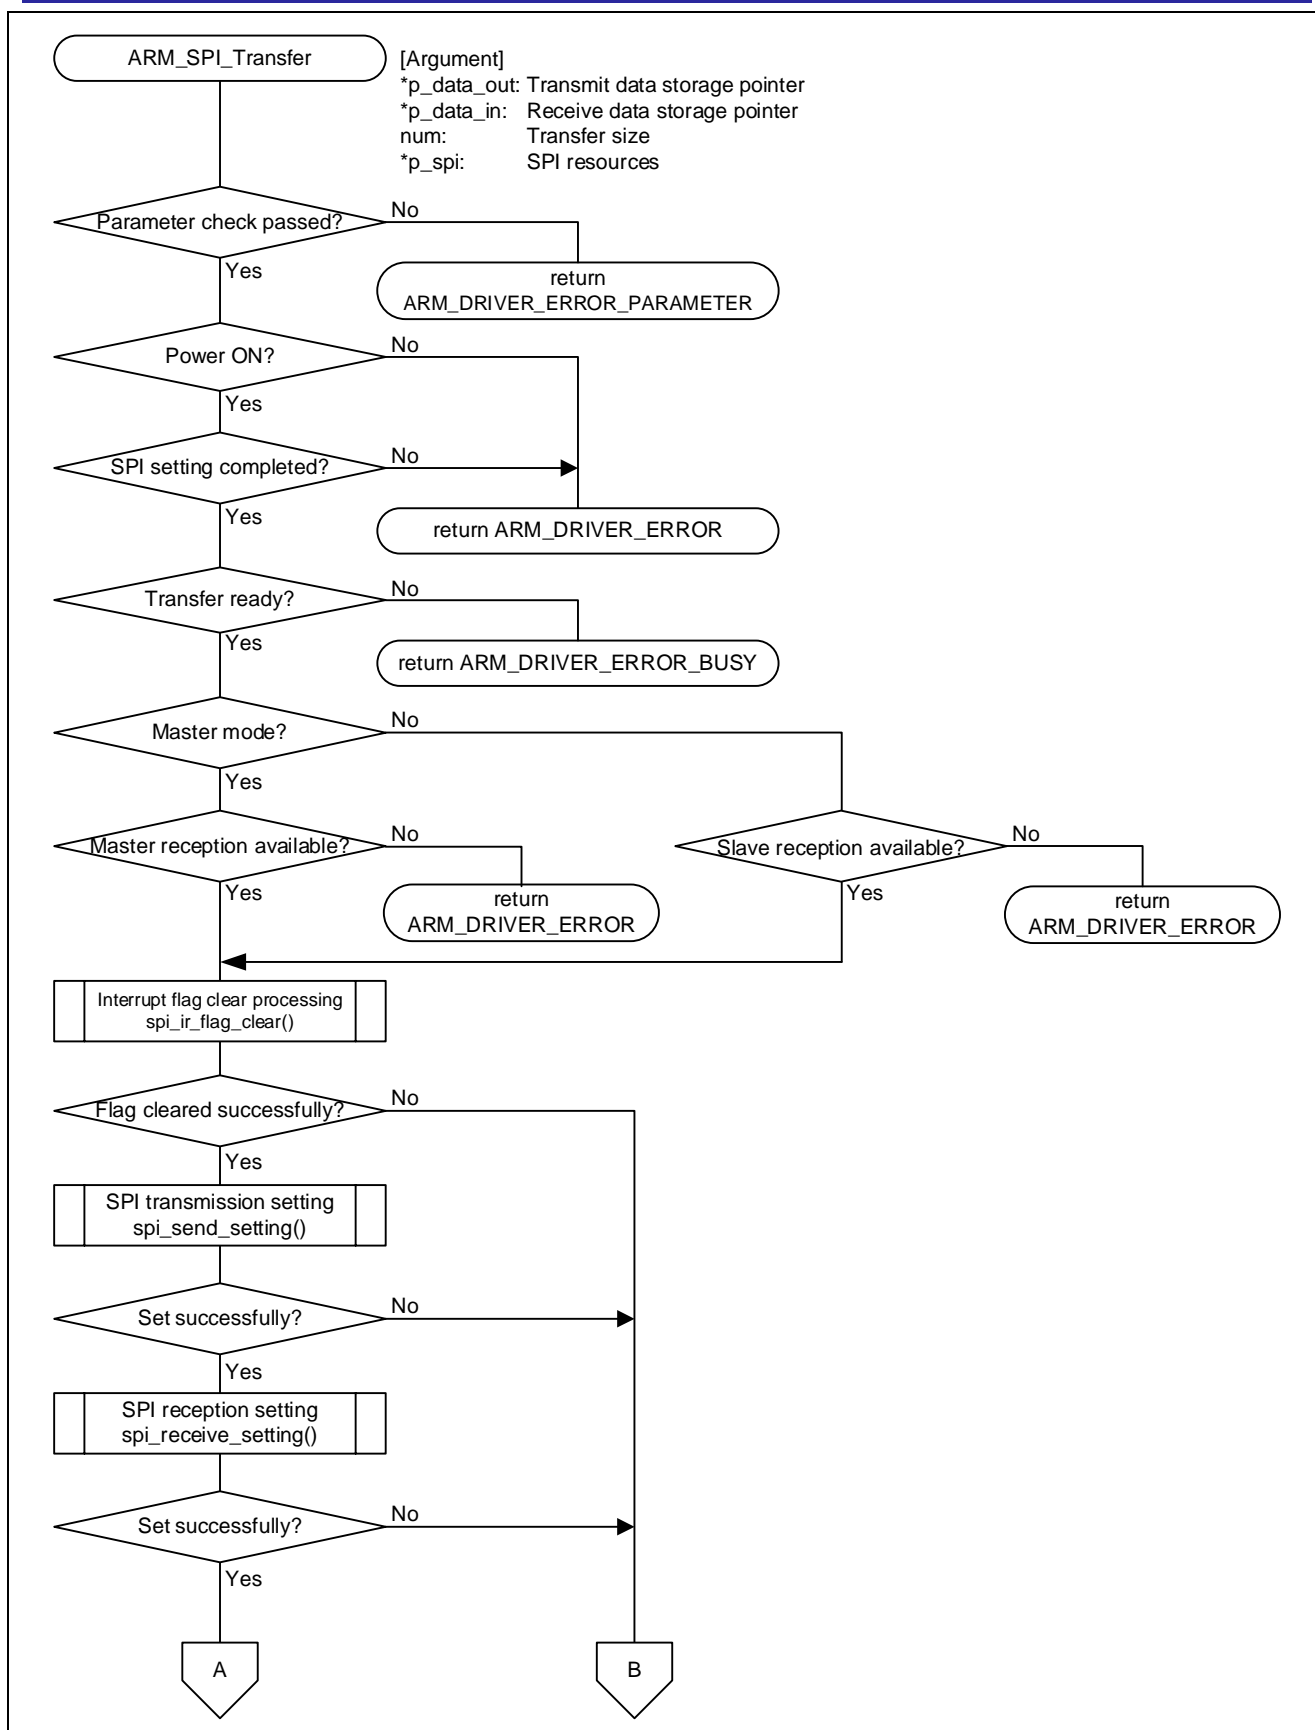 ARM_SPI_Transfer
[Argument]
*p_data_out: Transmit data storage pointer
*p_data_in: Receive data storage pointer
num: Transfer size
*p_spi: SPI resources
Parameter check passed?
No
Yes
return
ARM_DRIVER_ERROR_PARAMETER
Power ON?
No
Yes
SPI setting completed?
No
Yes
return ARM_DRIVER_ERROR
Transfer ready?
No
Yes
return ARM_DRIVER_ERROR_BUSY
Master mode?
No
Yes
Master reception available?
No
Yes
return
ARM_DRIVER_ERROR
Slave reception available?
No
Yes
return
ARM_DRIVER_ERROR
Interrupt flag clear processing
spi_ir_flag_clear()
Flag cleared successfully?
No
Yes
SPI transmission setting
spi_send_setting()
Set successfully?
No
Yes
SPI reception setting
spi_receive_setting()
Set successfully?
No
Yes
A
B